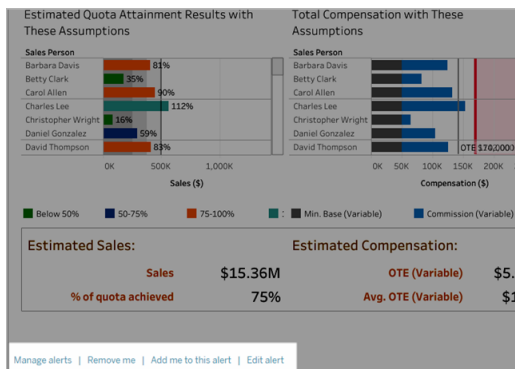 Estimated Quota Attainment Results with
These Assumptions
Sales Person
Barbara Davis 81%
Betty Clark 35%
Carol Allen 90%
Charles Lee 112%
Christopher Wright 16%
Daniel Gonzalez 59%
David Thompson 83%
0K 500K 1,000K
Sales ($)
Below 50% 50-75% 75-100%
Total Compensation with These
Assumptions
Sales Person
Barbara Davis
Betty Clark
Carol Allen
Charles Lee
Christopher Wright
Daniel Gonzalez
David Thompson
OTE
0K 50K 100K 150K 200K
Compensation ($)
Min. Base (Variable) Commission (Variable)
Estimated Sales:
Sales $15.36M
% of quota achieved 75%
Estimated Compensation:
OTE (Variable) $5.
Avg. OTE (Variable) $1
Manage alerts | Remove me | Add me to this alert | Edit alert